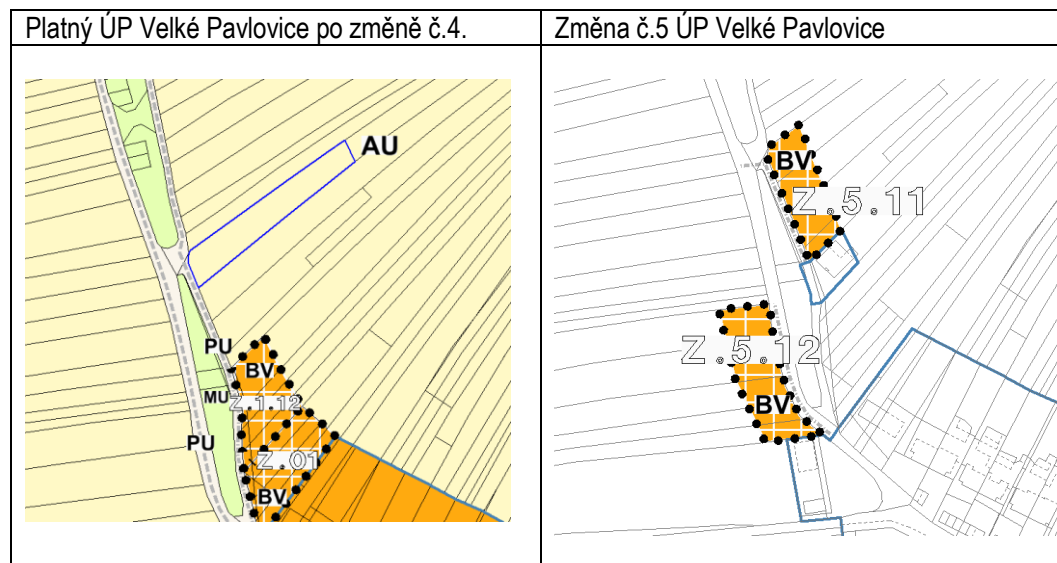 Platný ÚP Velké Pavlovice po změně č.4.
Změna č.5 ÚP Velké Pavlovice
AU
PU
BV
MU
Z.1.12
PU
Z.01
BV
BV
Z.5.11
Z.5.12
BV